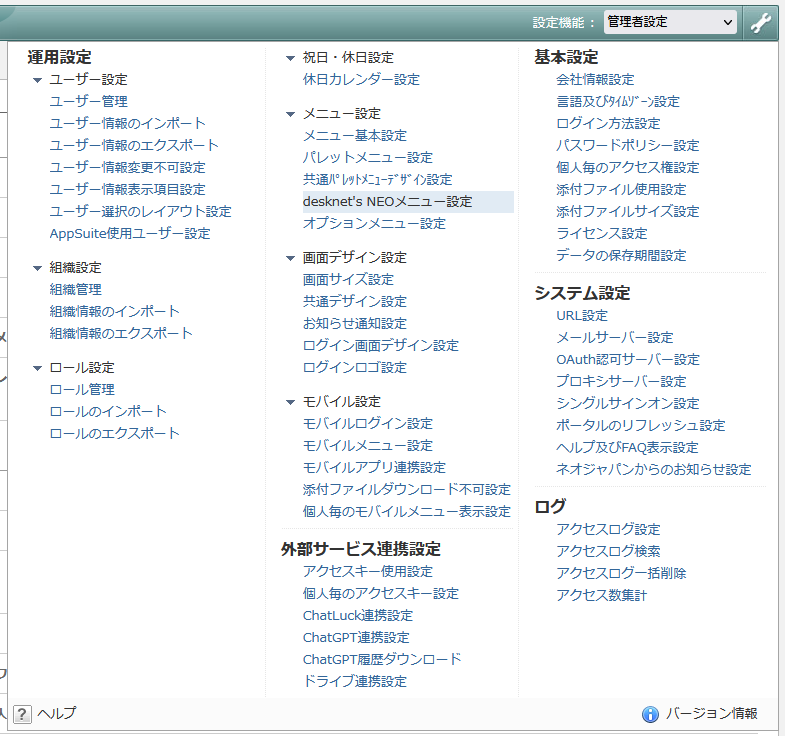 設定機能： 管理者設定
運用設定
ユーザー設定
ユーザー管理
ユーザー情報のインポート
ユーザー情報のエクスポート
ユーザー情報変更不可設定
ユーザー情報表示項目設定
ユーザー選択のレイアウト設定
AppSuite使用ユーザー設定
組織設定
組織管理
組織情報のインポート
組織情報のエクスポート
ロール設定
ロール管理
ロールのインポート
ロールのエクスポート
祝日・休日設定
休日カレンダー設定
メニュー設定
メニュー基本設定
パレットメニュー設定
共通ﾊﾟﾚｯﾄﾒﾆｭｰﾃﾞｻﾞｲﾝ設定
desknet's NEOメニュー設定
オプションメニュー設定
画面デザイン設定
画面サイズ設定
共通デザイン設定
お知らせ通知設定
ログイン画面デザイン設定
ログインロゴ設定
モバイル設定
モバイルログイン設定
モバイルメニュー設定
モバイルアプリ連携設定
添付ファイルダウンロード不可設定
個人毎のモバイルメニュー表示設定
外部サービス連携設定
アクセスキー使用設定
個人毎のアクセスキー設定
ChatLuck連携設定
ChatGPT連携設定
ChatGPT履歴ダウンロード
ドライブ連携設定
基本設定
会社情報設定
言語及びﾀｲﾑｿﾞｰﾝ設定
ログイン方法設定
パスワードポリシー設定
個人毎のアクセス権設定
添付ファイル使用設定
添付ファイルサイズ設定
ライセンス設定
データの保存期間設定
システム設定
URL設定
メールサーバー設定
OAuth認可サーバー設定
プロキシサーバー設定
シングルサインオン設定
ポータルのリフレッシュ設定
ヘルプ及びFAQ表示設定
ネオジャパンからのお知らせ設定
ログ
アクセスログ設定
アクセスログ検索
アクセスログ一括削除
アクセス数集計
? ヘルプ
バージョン情報